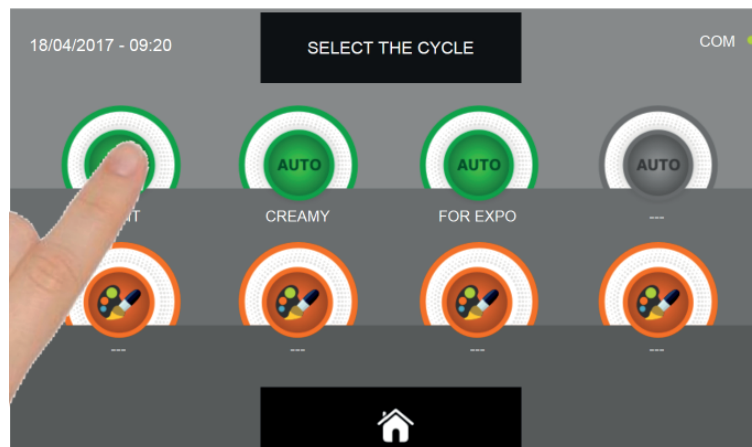 18/04/2017 - 09:20
SELECT THE CYCLE
COM
AUTO
AUTO
AUTO
CREAMY
FOR EXPO
---
---
---
---
---